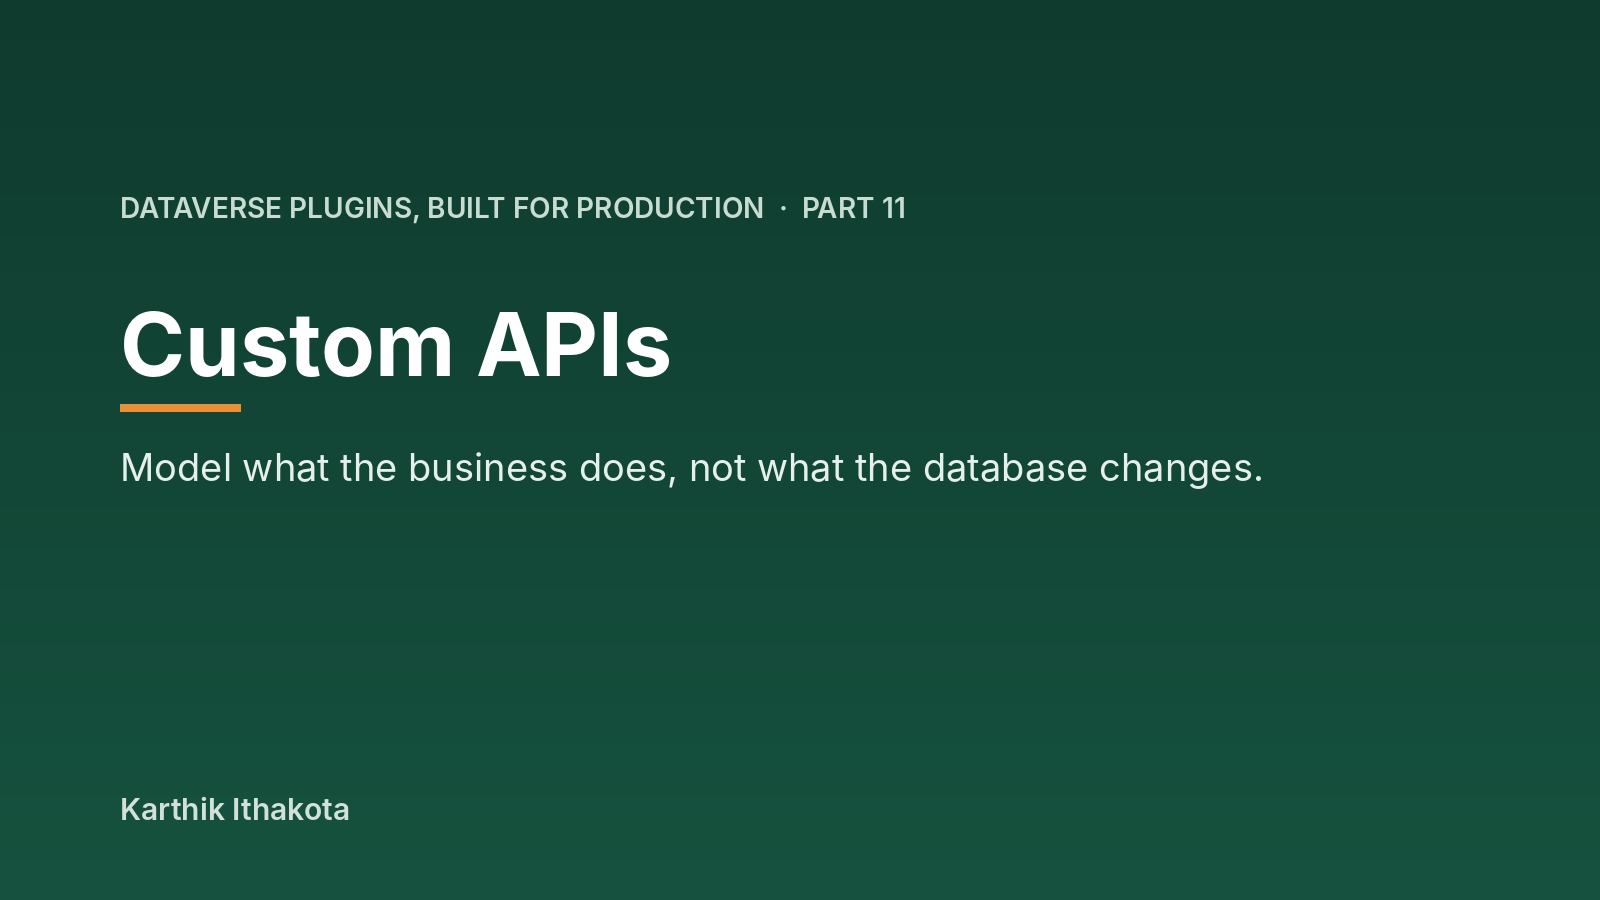 DATAVERSE PLUGINS, BUILT FOR PRODUCTION · PART 11
Custom APIs
Model what the business does, not what the database changes.
Karthik Ithakota